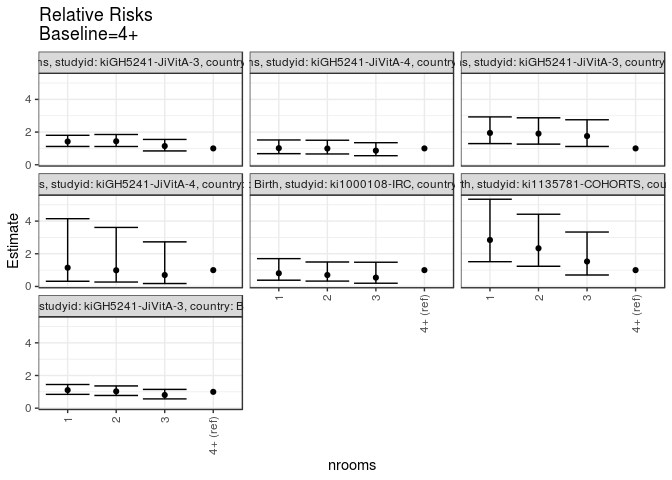 Relative Risks
Baseline=4+
ns, studyid: kiGH5241-JiVitA-3, country
ns, studyid: kiGH5241-JiVitA-4, country
ns, studyid: kiGH5241-JiVitA-3, country
4
2
0
s, studyid: kiGH5241-JiVitA-4, country:
: Birth, studyid: ki1000108-IRC, country
th, studyid: ki1135781-COHORTS, cou
Estimate
4
2
0
1
2
3
4+ (ref)
1
2
3
4+ (ref)
studyid: kiGH5241-JiVitA-3, country: B
4
2
0
1
2
3
4+ (ref)
nrooms